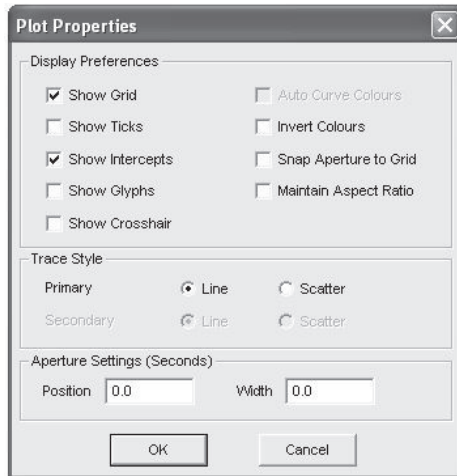 Plot Properties
Display Preferences
Show Grid
Auto Curve Colours
Show Ticks
Invert Colours
Show Intercepts
Snap Aperture to Grid
Show Glyphs
Maintain Aspect Ratio
Show Crosshair
Trace Style
Primary Line Scatter
Secondary Line Scatter
Aperture Settings (Seconds)
Position 0.0 Width 0.0
OK Cancel